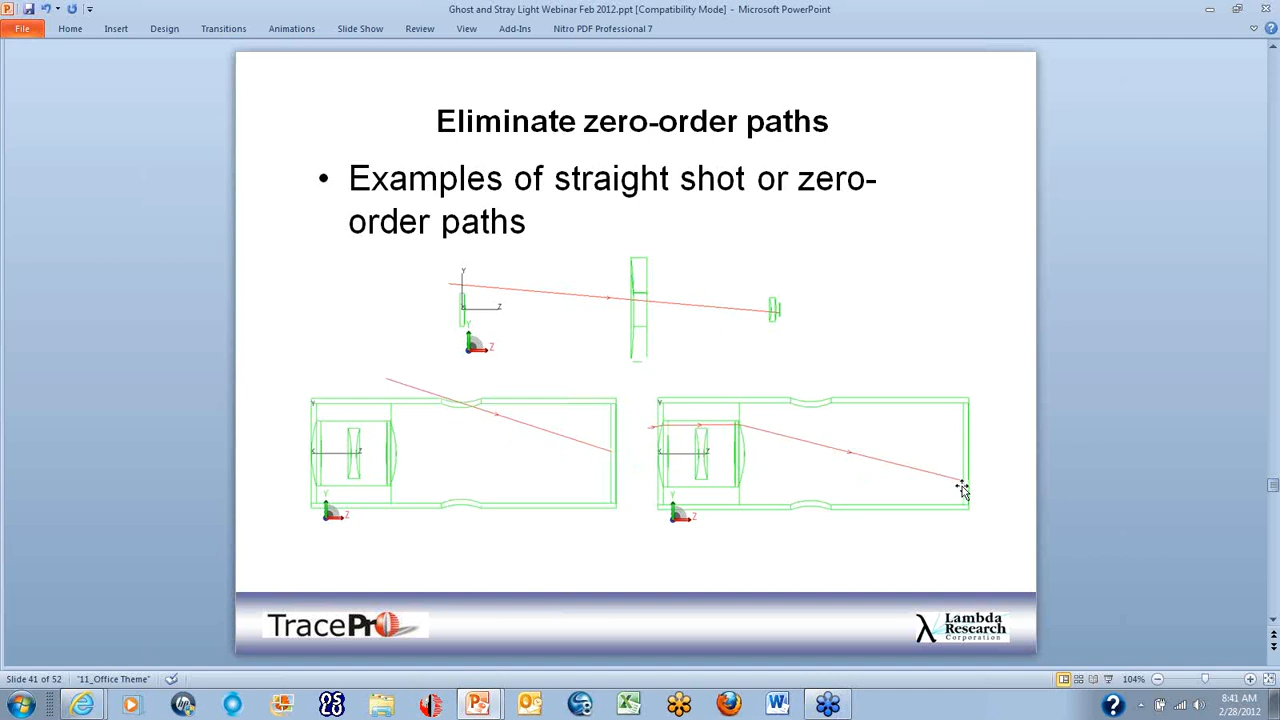 Ghost and Stray Light Webinar Feb 2012.ppt [Compatibility Mode] - Microsoft PowerPoint
File Home Insert Design Transitions Animations Slide Show Review View Add-Ins Nitro PDF Professional 7
Eliminate zero-order paths
• Examples of straight shot or zero-
order paths
Y
Z
Y
Z
Y
Z
Y
Z
Y
Z
Y
Z
TracePro
λ Lambda
Research
Corporation
Slide 41 of 52 "11_Office Theme" 104%
8:41 AM
2/28/2012